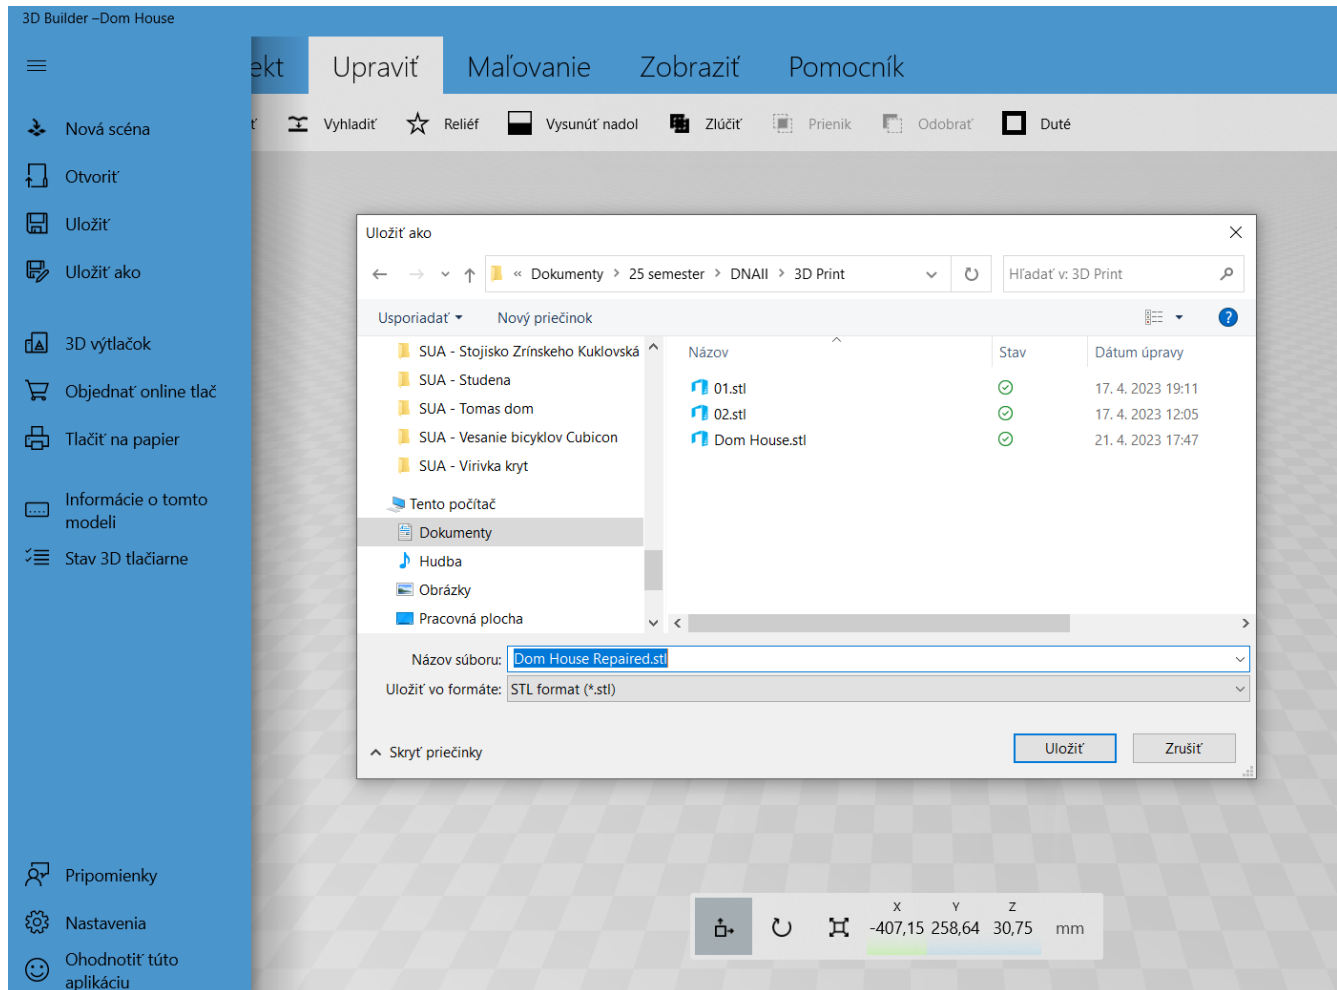 3D Builder –Dom House
Upraviť
Maľovanie
Zobraziť
Pomocník
Vyhladiť
Reliéf
Vysunúť nadol
Zlúčiť
Prienik
Odobrať
Duté
Nová scéna
Otvoriť
Uložiť
Uložiť ako
3D výtlačok
Objednať online tlač
Tlačiť na papier
Informácie o tomto
modeli
Stav 3D tlačiarne
Pripomienky
Nastavenia
Ohodnotiť túto
aplikáciu
Uložiť ako
« Dokumenty > 25 semester > DNAII > 3D Print
Hľadať v: 3D Print
Usporiadať
Nový priečinok
SUA - Stojisko Zrínskeho Kuklovská
SUA - Studena
SUA - Tomas dom
SUA - Vesanie bicyklov Cubicon
SUA - Virivka kryt
Tento počítač
Dokumenty
Hudba
Obrázky
Pracovná plocha
Názov Stav Dátum úpravy
01.stl 17. 4. 2023 19:11
02.stl 17. 4. 2023 12:05
Dom House.stl 21. 4. 2023 17:47
Názov súboru: Dom House Repaired.stl
Uložiť vo formáte: STL format (*.stl)
Skryť priečinky
Uložiť
Zrušiť
X Y Z
-407,15 258,64 30,75 mm